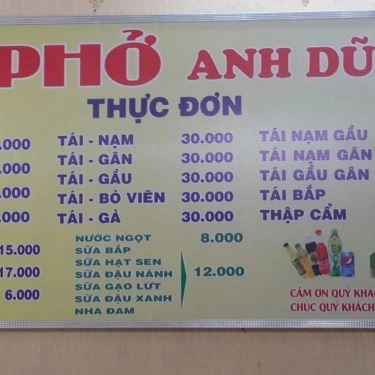 PHỞ ANH DŨ
THỰC ĐƠN
.000 TÁI - NẠM 30.000 TÁI NẠM GẦU
.000 TÁI - GÂN 30.000 TÁI NẠM GÂN
.000 TÁI - GẦU 30.000 TÁI GẦU GÂN
.000 TÁI - BÒ VIÊN 30.000 TÁI BẮP
.000 TÁI - GÀ 30.000 THẬP CẨM
NƯỚC NGỌT 8.000
15.000 SỮA BẮP
SỮA HẠT SEN
17.000 SỮA ĐẬU NÀNH 12.000
SỮA GẠO LỨT
6.000 SỮA ĐẬU XANH
NHA ĐAM
CẢM ƠN QUÝ KHÁ
CHÚC QUÝ KHÁCH